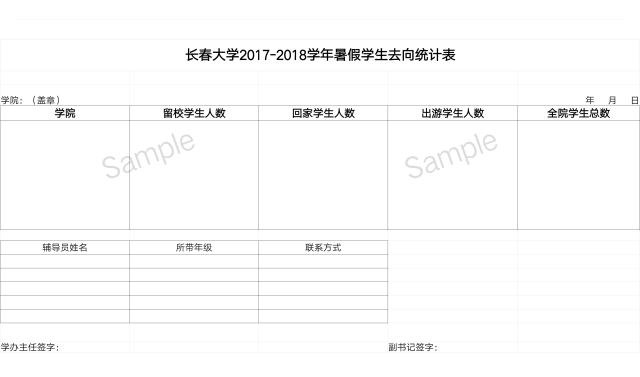 长春大学2017-2018学年暑假学生去向统计表
学院：（盖章） 年 月 日
学院 留校学生人数 回家学生人数 出游学生人数 全院学生总数
Sample Sample
辅导员姓名 所带年级 联系方式
学办主任签字： 副书记签字：